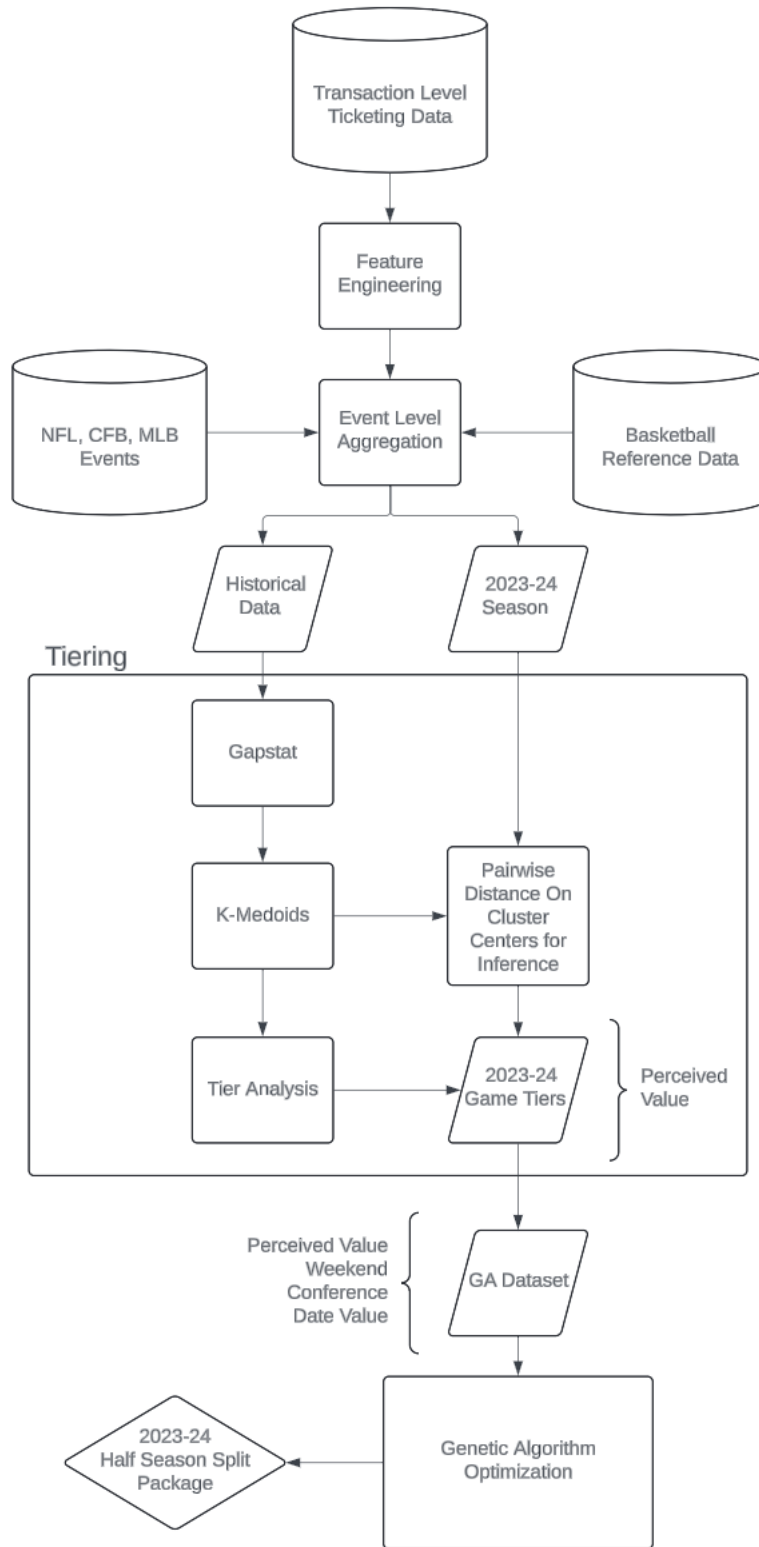 Transaction Level
Ticketing Data
Feature
Engineering
NFL, CFB, MLB
Events
Event Level
Aggregation
Basketball
Reference Data
Historical
Data
2023-24
Season
Tiering
Gapstat
K-Medoids
Pairwise
Distance On
Cluster
Centers for
Inference
Tier Analysis
2023-24
Game Tiers
Perceived
Value
Perceived Value
Weekend
Conference
Date Value
GA Dataset
2023-24
Half Season Split
Package
Genetic Algorithm
Optimization